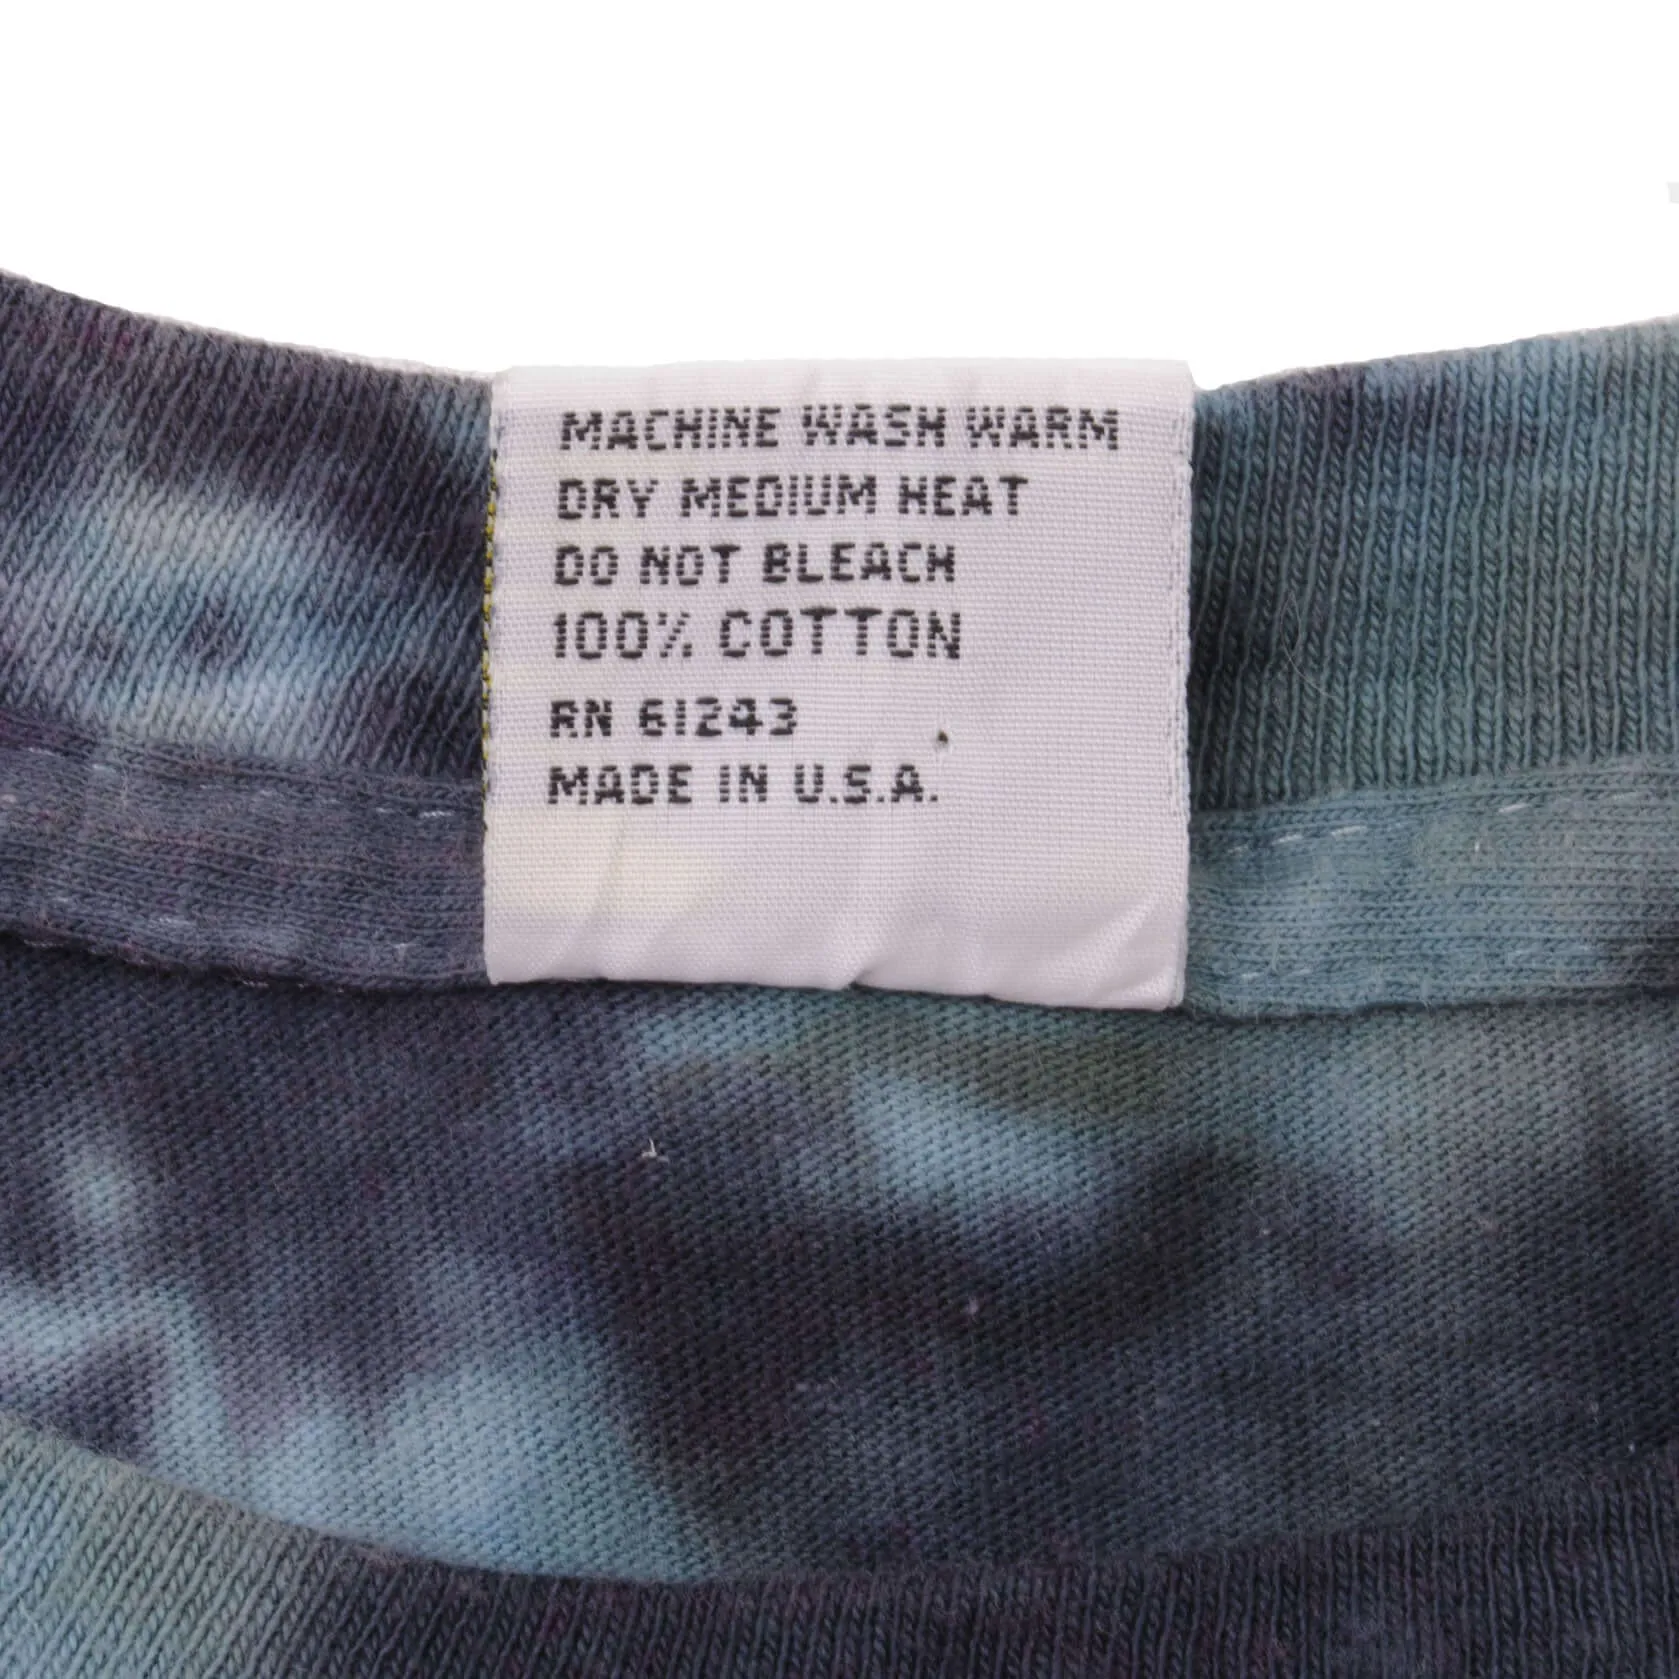 MACHINE WASH WARM
DRY MEDIUM HEAT
DO NOT BLEACH
100% COTTON
RN 61243
MADE IN U.S.A.